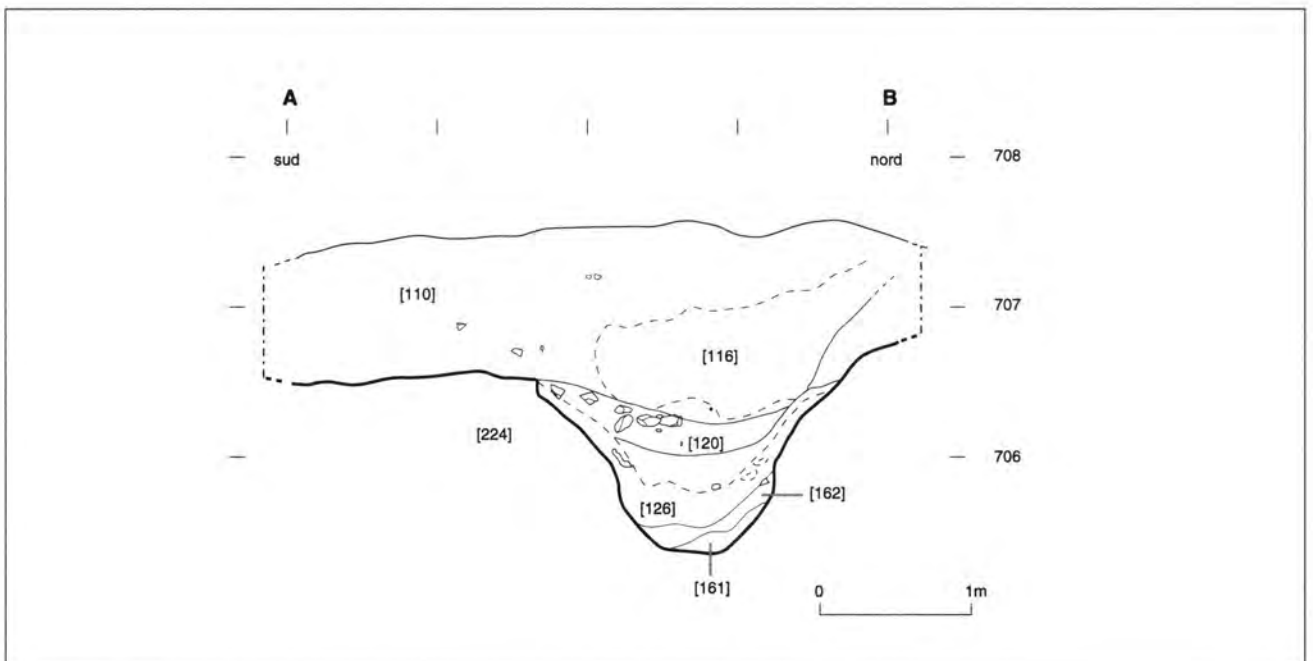 A B
sud nord 708
[110] 707
[116]
[224] [120] 706
[126] [162]
[161] 0 1m